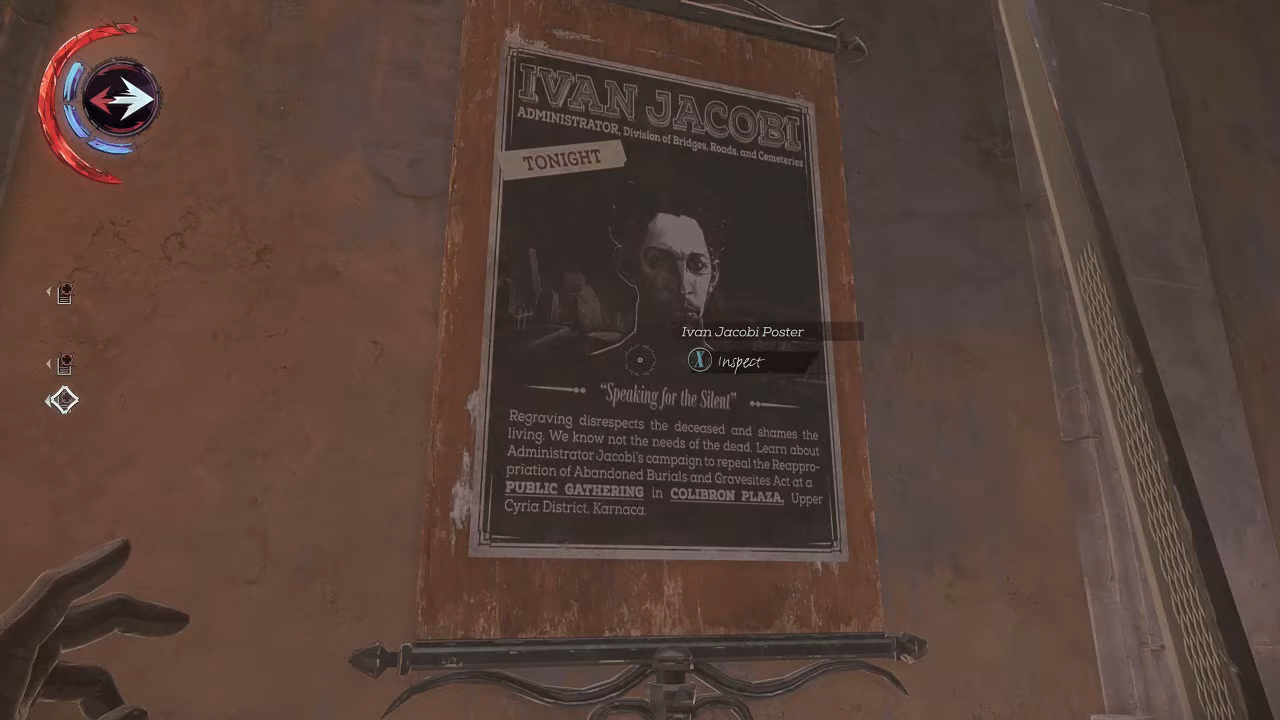 IVAN JACOBI
ADMINISTRATOR, Division of Bridges, Roads, and Cemeteries
TONIGHT
Ivan Jacobi Poster
X Inspect
"Speaking for the Silent"
Regraving disrespects the deceased and shames the
living. We know not the needs of the dead. Learn about
Administrator Jacobi's campaign to repeal the Reappro-
priation of Abandoned Burials and Gravesites Act at a
PUBLIC GATHERING in COLIBRON PLAZA, Upper
Cyria District, Karnaca.